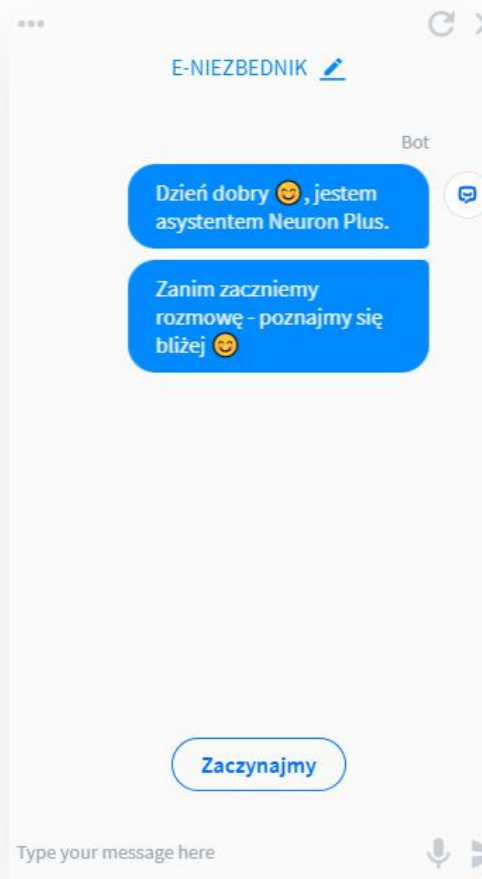 E-NIEZBEDNIK
Bot
Dzień dobry 😊, jestem
asystentem Neuron Plus.
Zanim zaczniemy
rozmowę - poznajmy się
bliżej 😊
Zaczynajmy
Type your message here